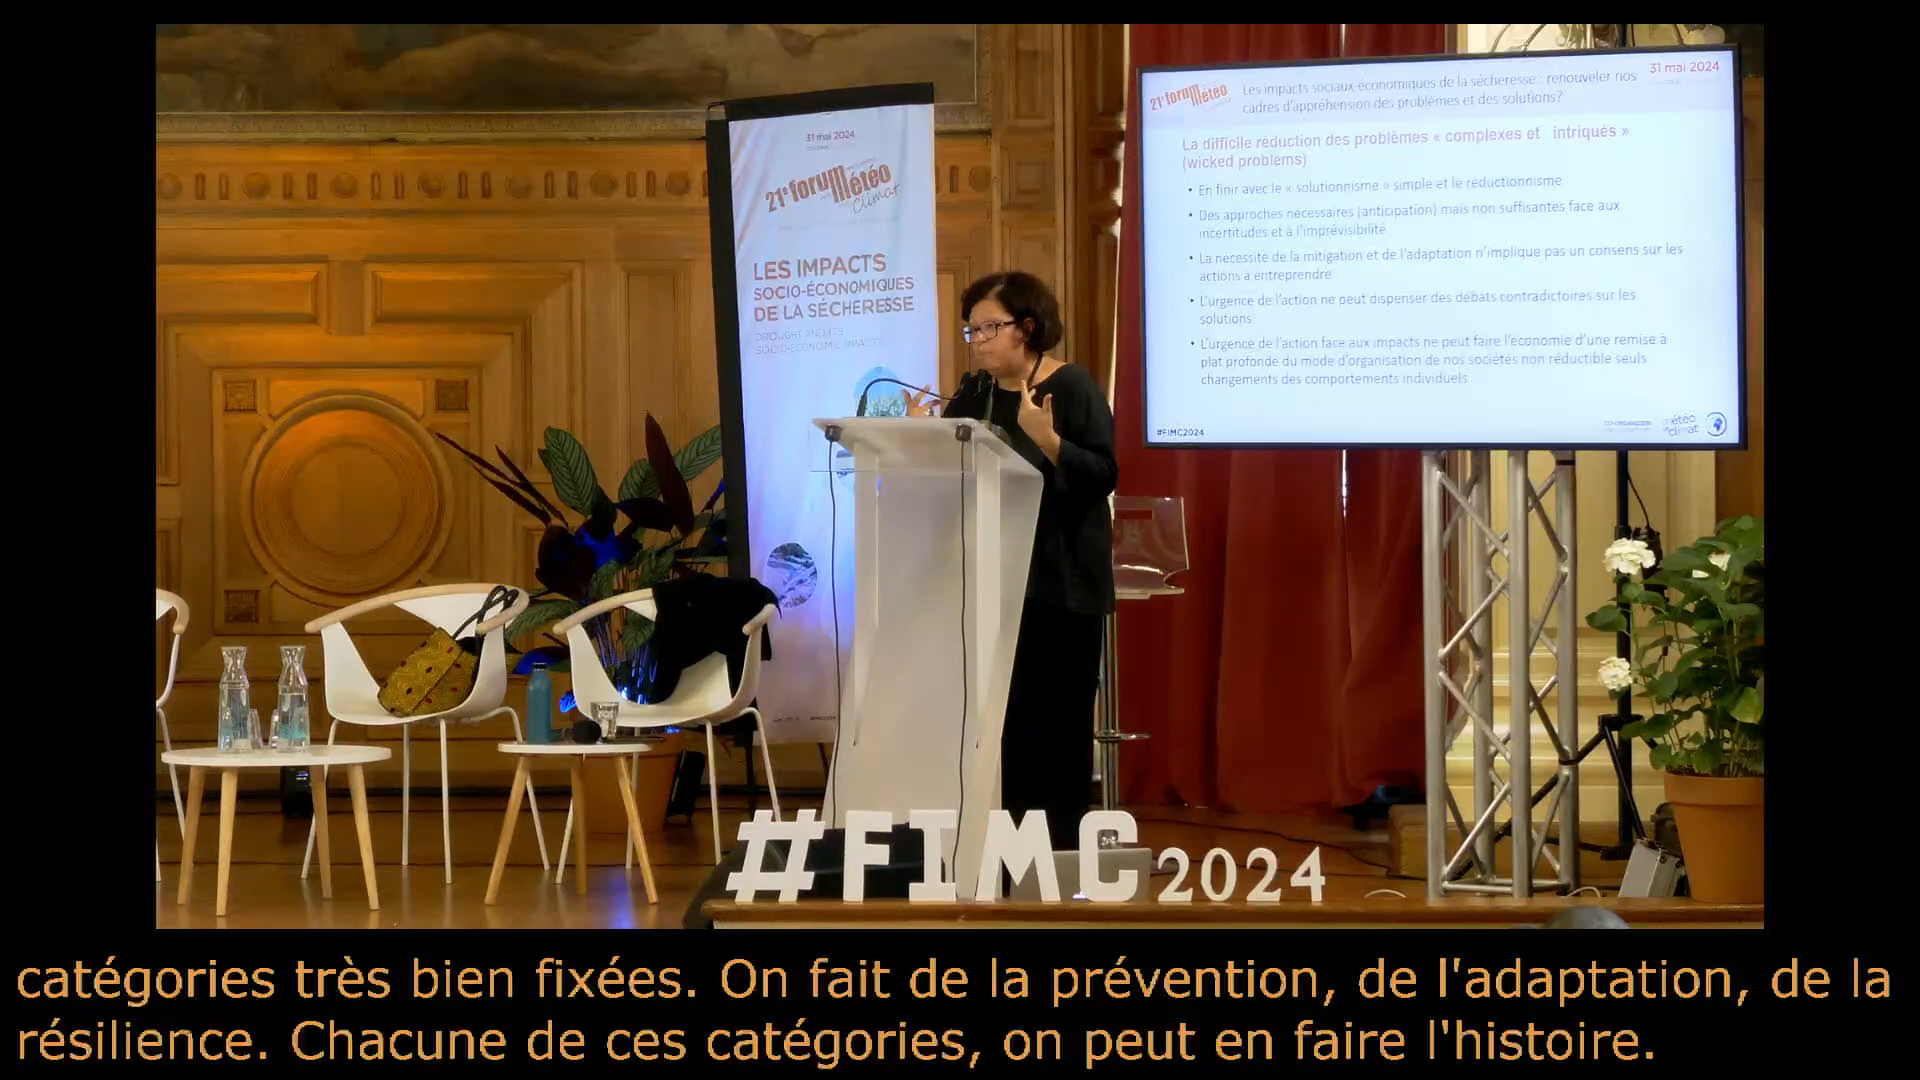 31 mai 2024
21e forum météo
climat
LES IMPACTS
SOCIO-ÉCONOMIQUES
DE LA SÉCHERESSE
DROUGHT AND ITS
SOCIO-ECONOMIC IMPACTS
21e forum météo
Les impacts sociaux-économiques de la sécheresse : renouveler nos
cadres d'appréhension des problèmes et des solutions?
31 mai 2024
La difficile réduction des problèmes « complexes et intriqués »
(wicked problems)
• En finir avec le « solutionnisme » simple et le réductionnisme
• Des approches nécessaires (anticipation) mais non suffisantes face aux
incertitudes et à l'imprévisibilité
• La nécessité de la mitigation et de l'adaptation n'implique pas un consens sur les
actions à entreprendre
• L'urgence de l'action ne peut dispenser des débats contradictoires sur les
solutions
• L'urgence de l'action face aux impacts ne peut faire l'économie d'une remise à
plat profonde du mode d'organisation de nos sociétés non réductible seuls
changements des comportements individuels
#FIMC2024
météo
climat
#FIMC2024
catégories très bien fixées. On fait de la prévention, de l'adaptation, de la
résilience. Chacune de ces catégories, on peut en faire l'histoire.